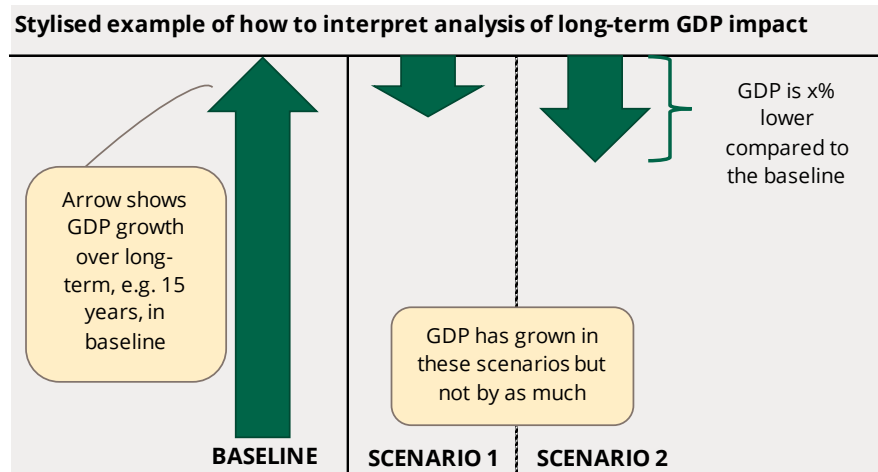 Stylised example of how to interpret analysis of long-term GDP impact
GDP is x%
lower
compared to
the baseline
Arrow shows
GDP growth
over long-
term, e.g. 15
years, in
baseline
GDP has grown in
these scenarios but
not by as much
BASELINE
SCENARIO 1
SCENARIO 2